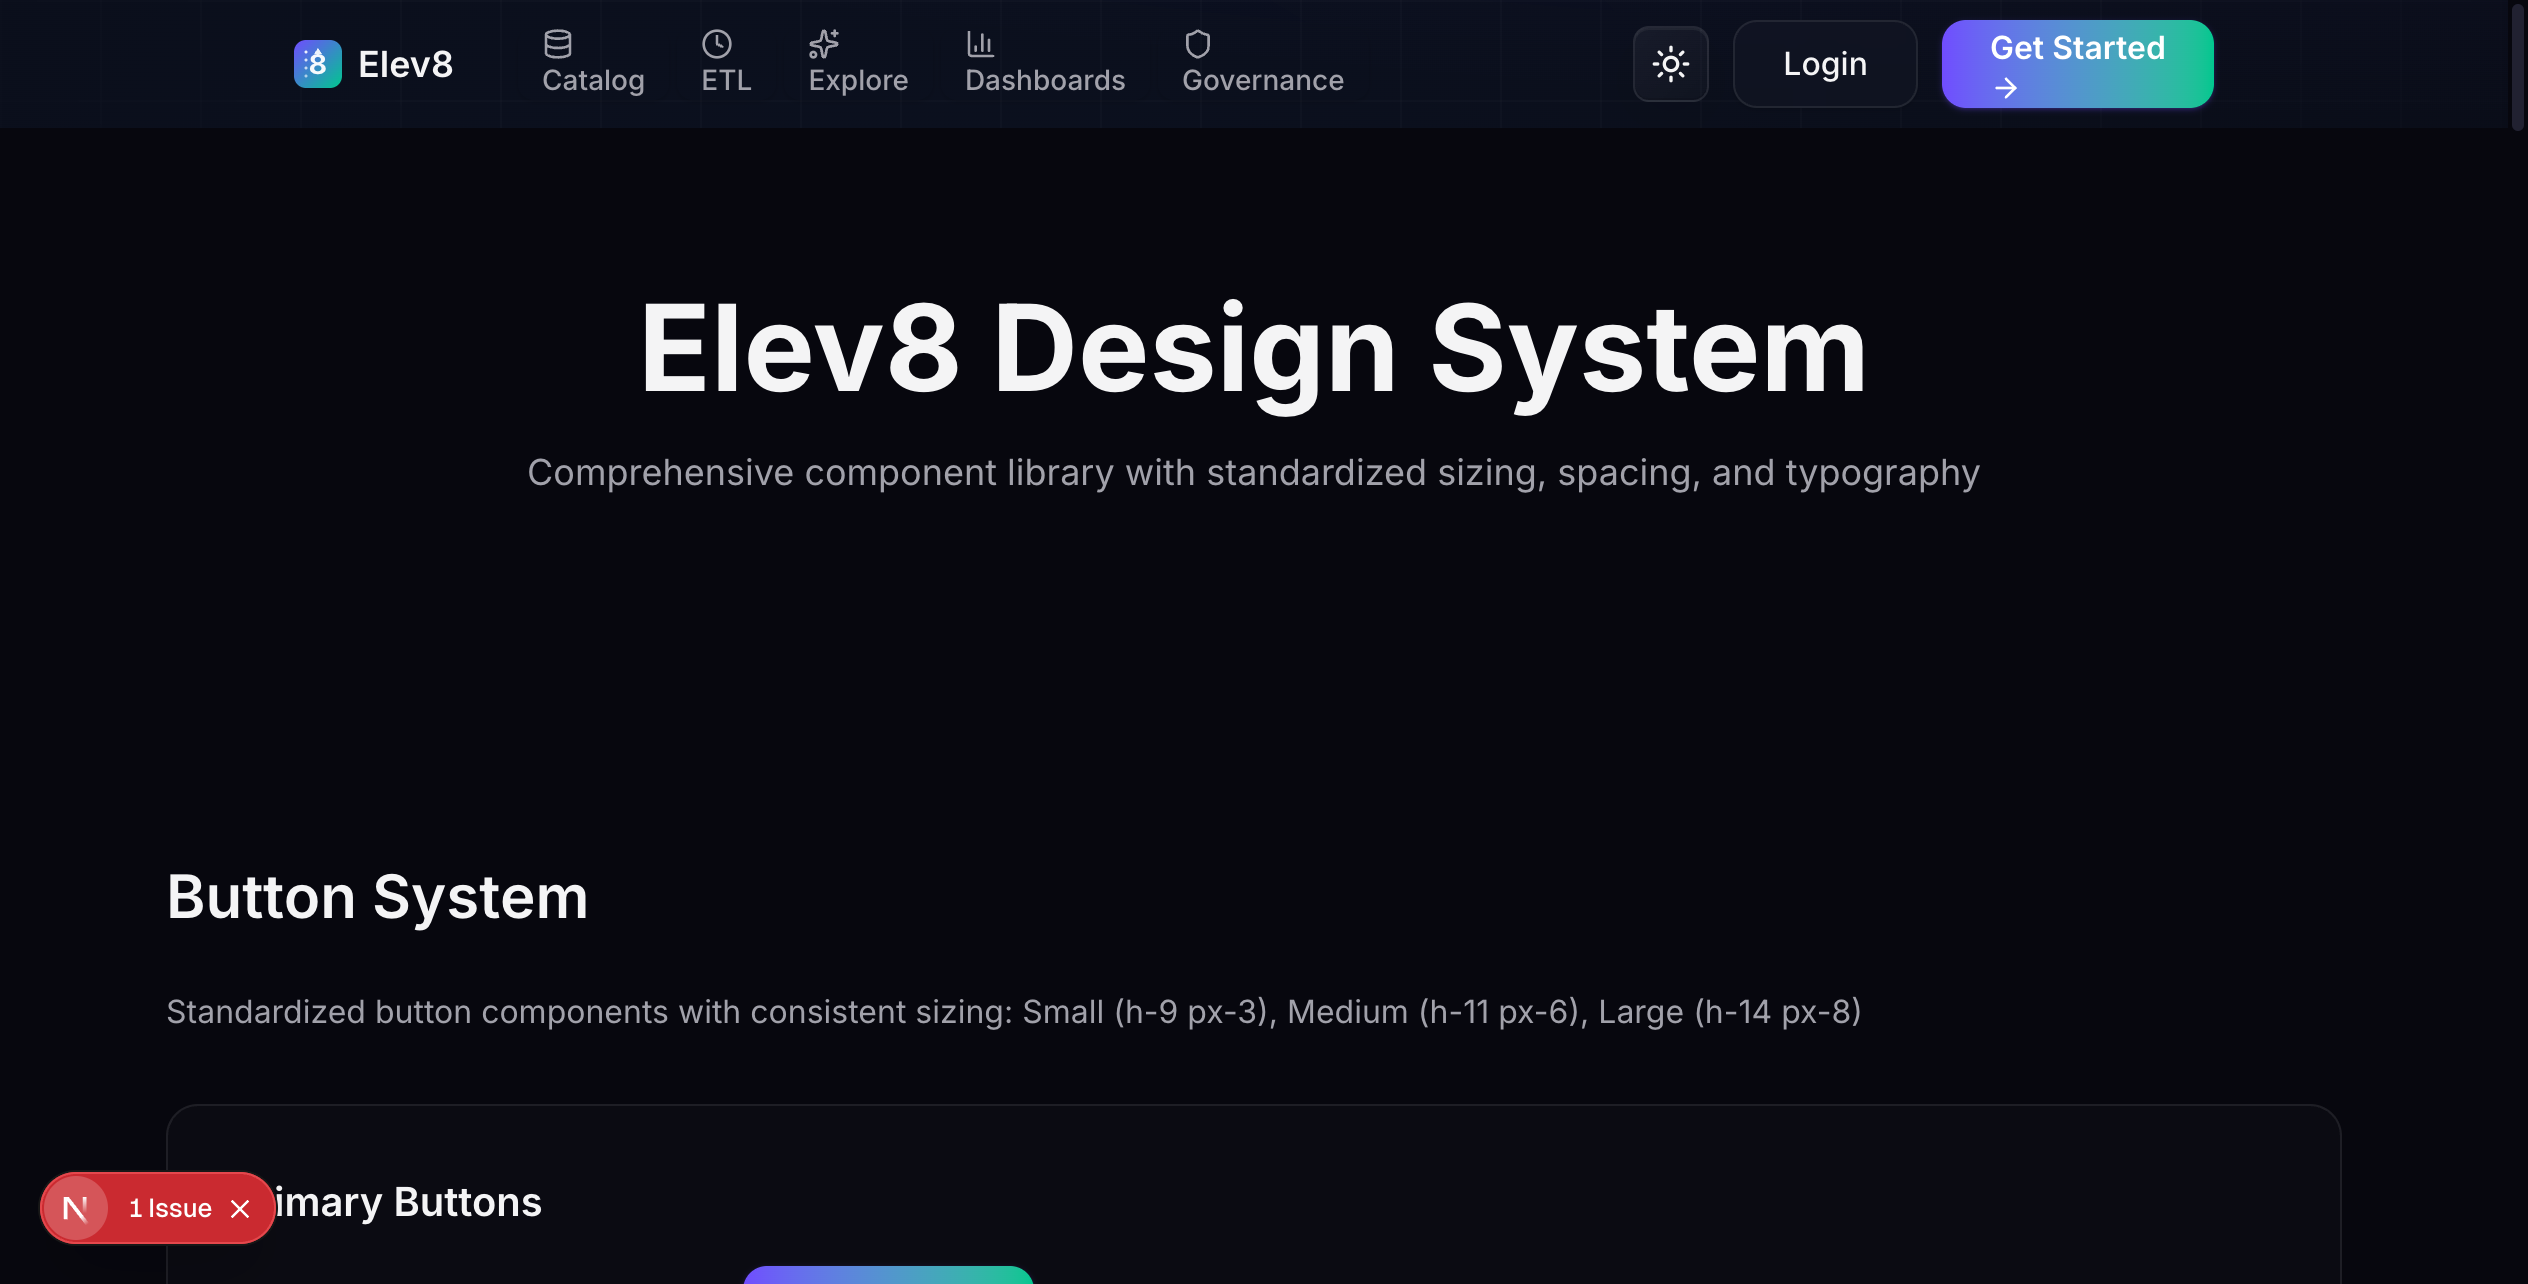 8 Elev8
Catalog
ETL
Explore
Dashboards
Governance
Login
Get Started
→
Elev8 Design System
Comprehensive component library with standardized sizing, spacing, and typography
Button System
Standardized button components with consistent sizing: Small (h-9 px-3), Medium (h-11 px-6), Large (h-14 px-8)
imary Buttons
N 1 Issue